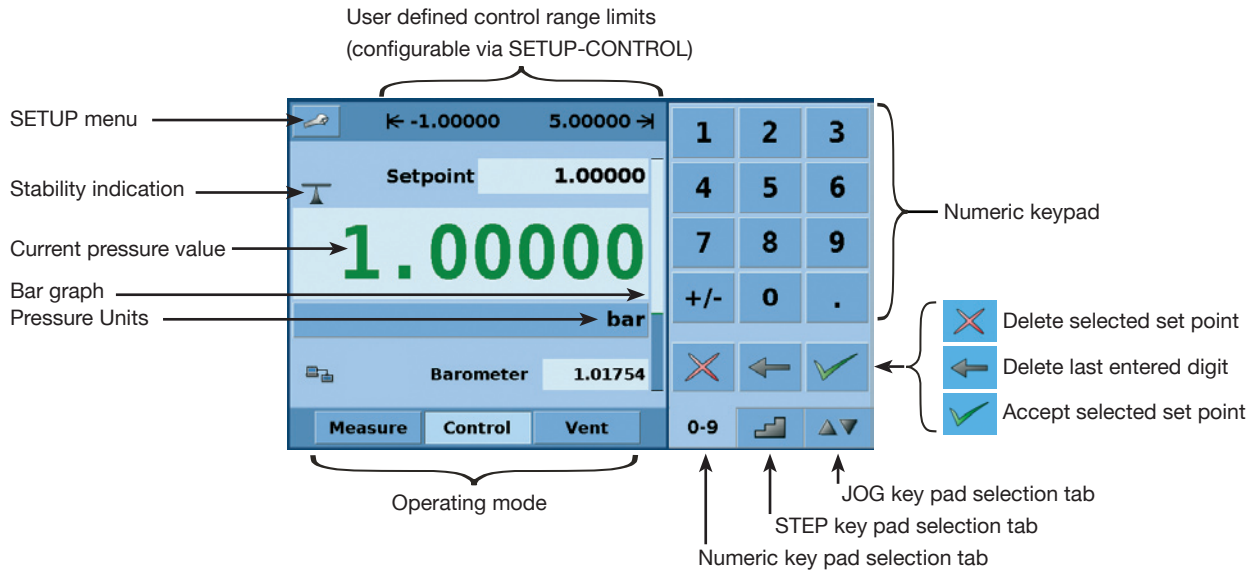 User defined control range limits
(configurable via SETUP-CONTROL)
SETUP menu
-1.00000 5.00000
Stability indication
Setpoint 1.00000
Current pressure value
1.00000
Bar graph
Pressure Units
bar
Barometer 1.01754
Measure Control Vent
Operating mode
1 2 3
4 5 6
7 8 9
+/- 0 .
0-9
Numeric keypad
Delete selected set point
Delete last entered digit
Accept selected set point
JOG key pad selection tab
STEP key pad selection tab
Numeric key pad selection tab